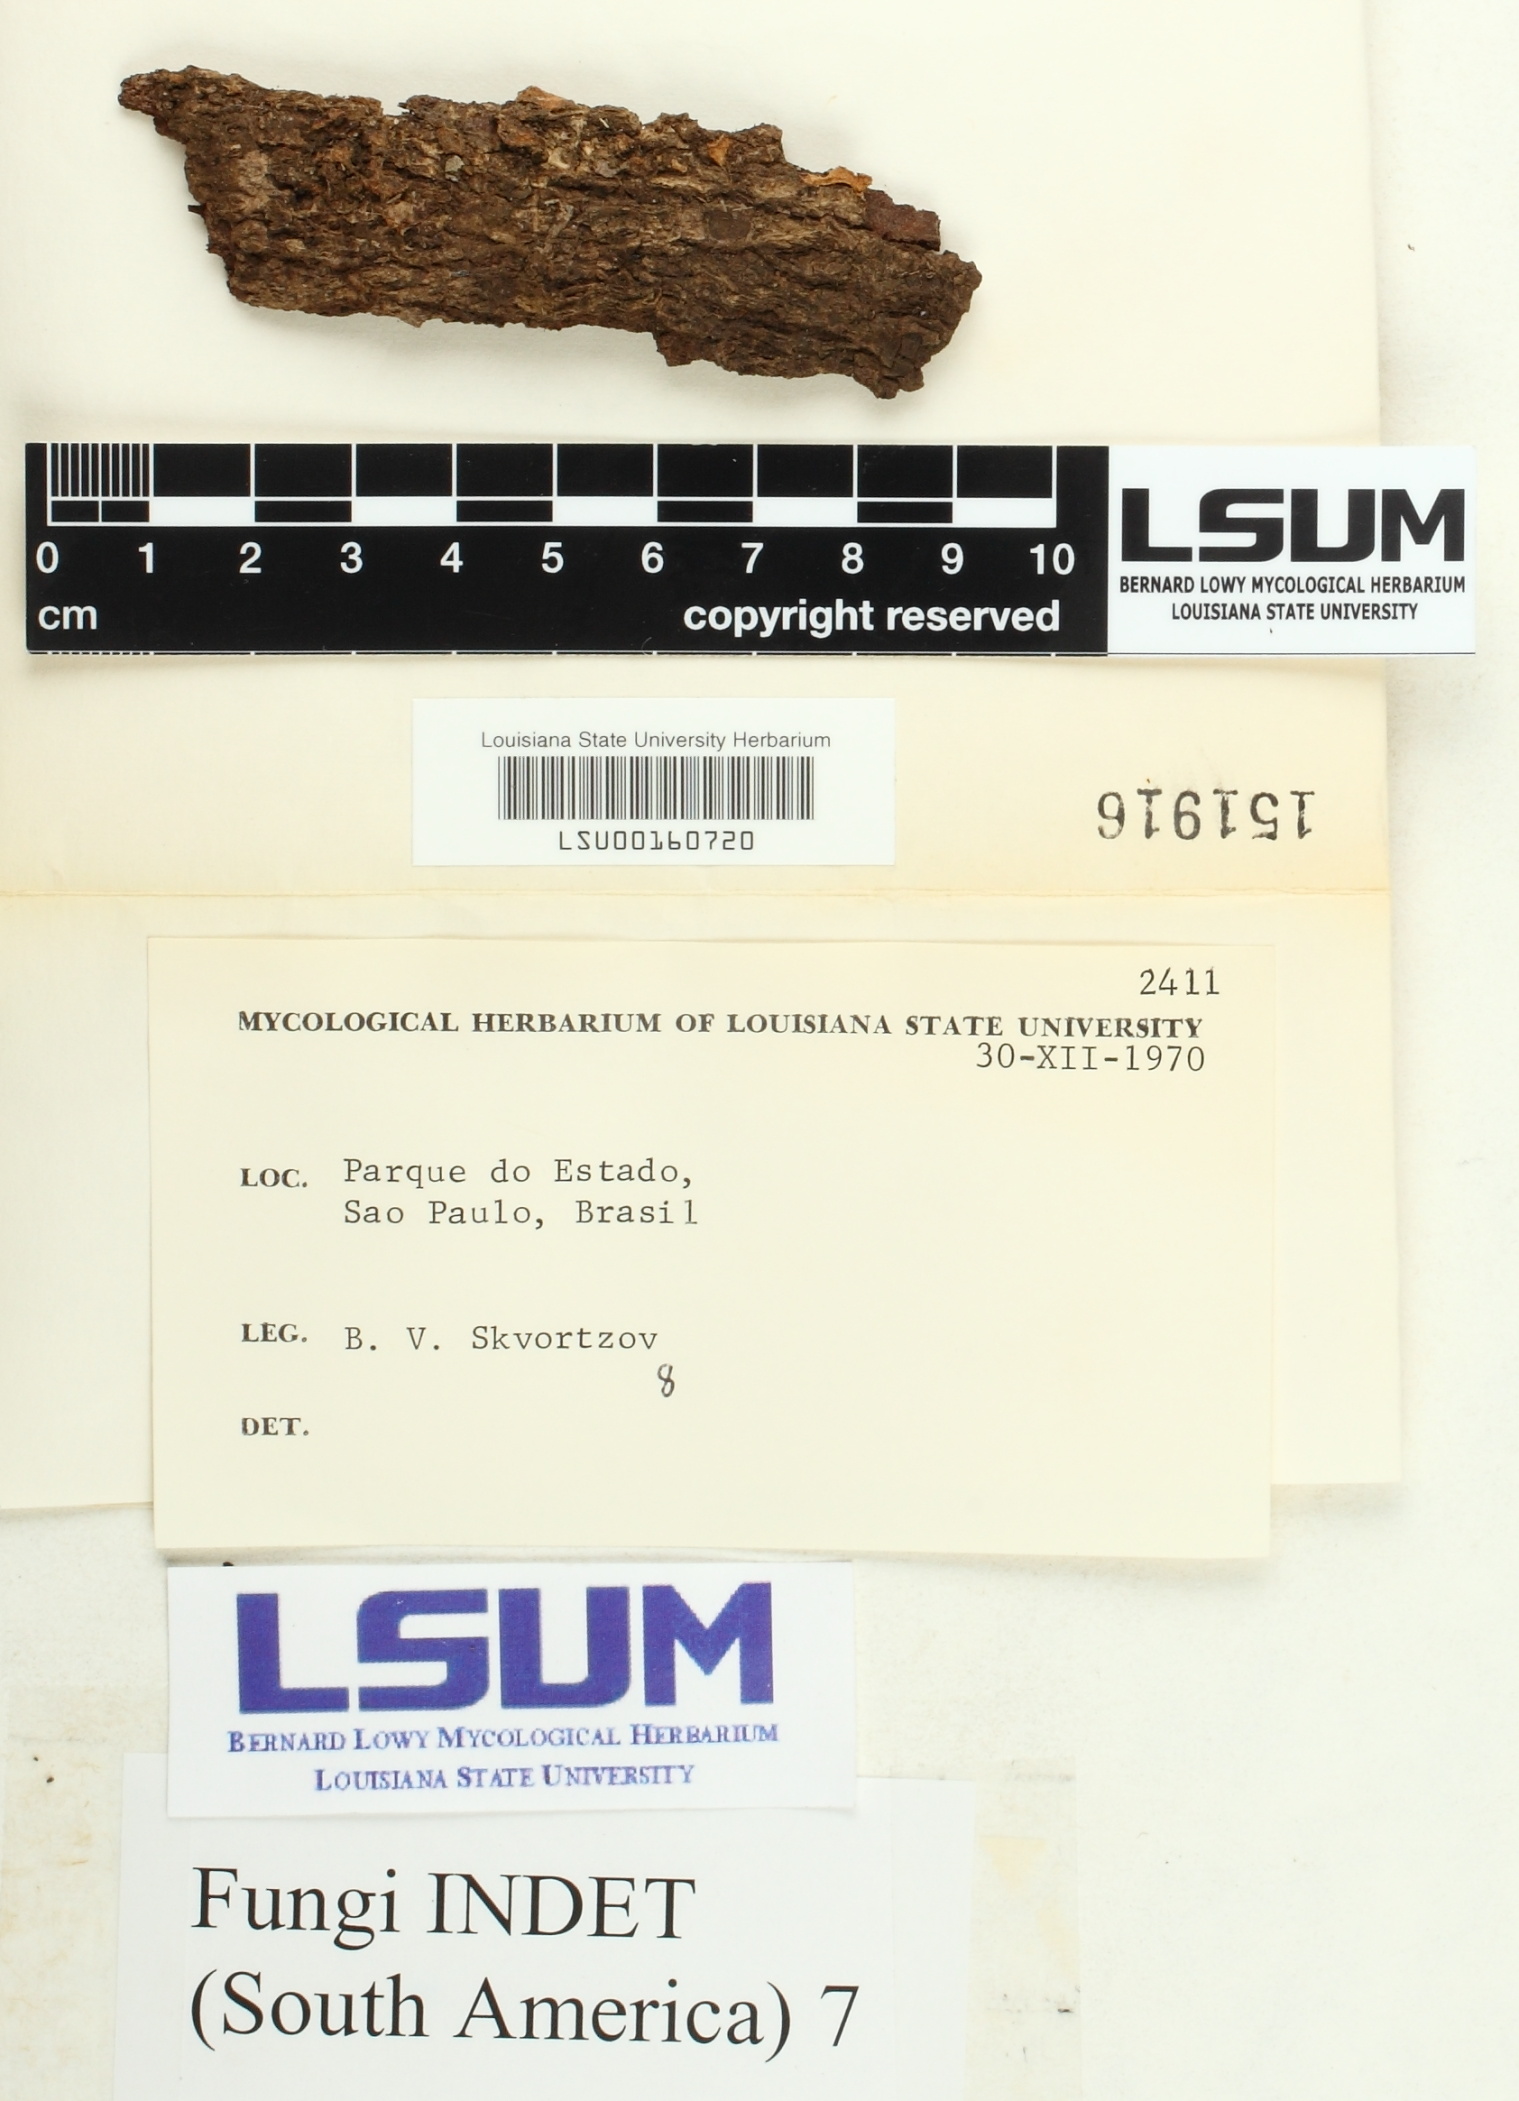 0 1 2 3 4 5 6 7 8 9 10
cm copyright reserved
LSUM
BERNARD LOWY MYCOLOGICAL HERBARIUM
LOUISIANA STATE UNIVERSITY
Louisiana State University Herbarium
LSU00160720
151916
2411
MYCOLOGICAL HERBARIUM OF LOUISIANA STATE UNIVERSITY
30-XII-1970
LOC. Parque do Estado,
Sao Paulo, Brasil
LEG. B. V. Skvortzov
8
DET.
LSUM
BERNARD LOWY MYCOLOGICAL HERBARIUM
LOUISIANA STATE UNIVERSITY
Fungi INDET
(South America) 7